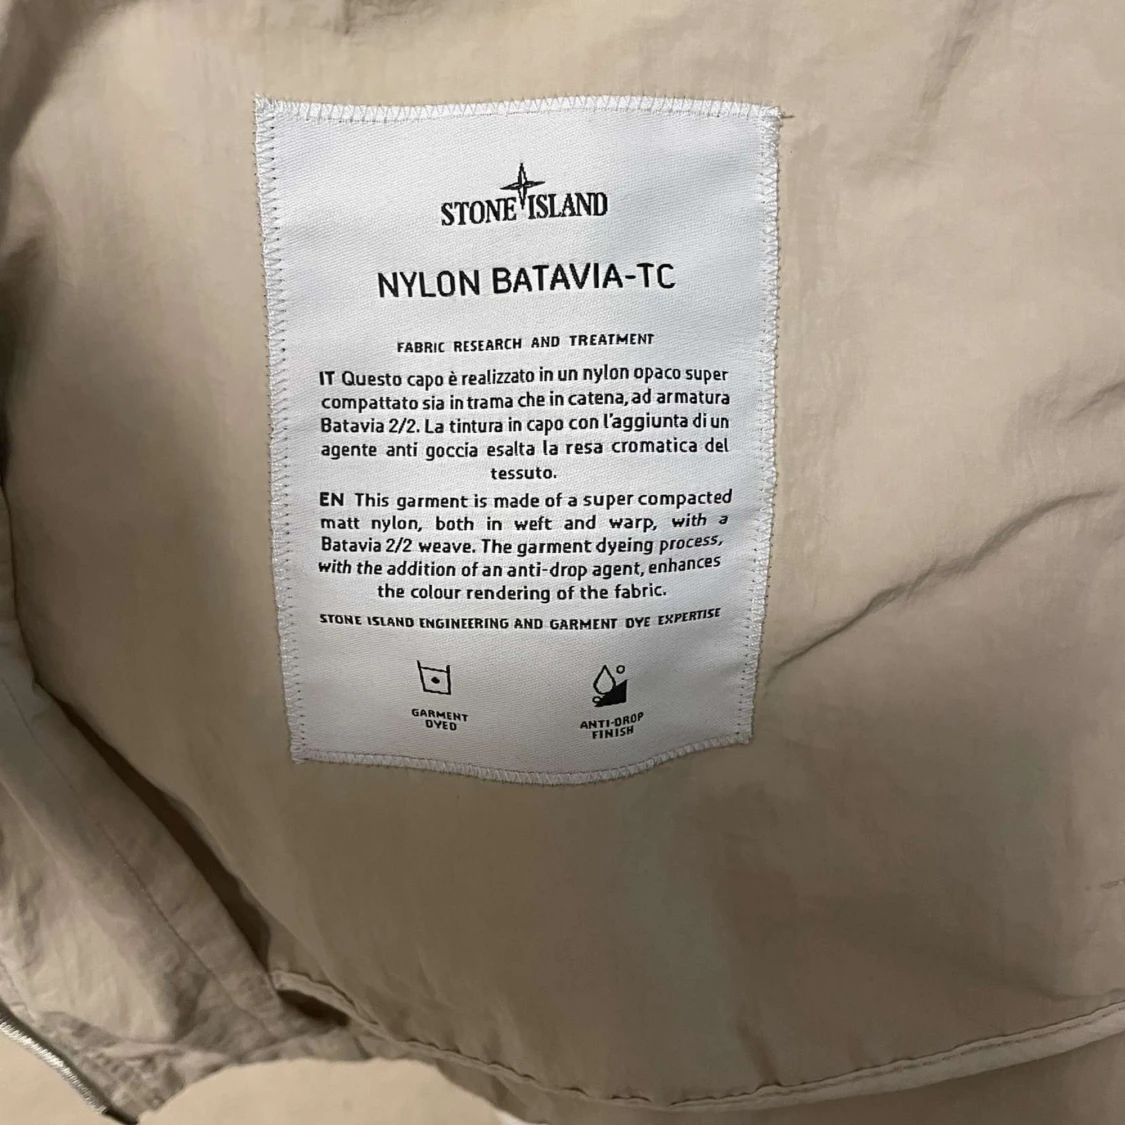 STONE ISLAND
NYLON BATAVIA-TC
FABRIC RESEARCH AND TREATMENT
IT Questo capo è realizzato in un nylon opaco super
compattato sia in trama che in catena, ad armatura
Batavia 2/2. La tintura in capo con l'aggiunta di un
agente anti goccia esalta la resa cromatica del
tessuto.
EN This garment is made of a super compacted
matt nylon, both in weft and warp, with a
Batavia 2/2 weave. The garment dyeing process,
with the addition of an anti-drop agent, enhances
the colour rendering of the fabric.
STONE ISLAND ENGINEERING AND GARMENT DYE EXPERTISE
GARMENT
DYED
ANTI-DROP
FINISH